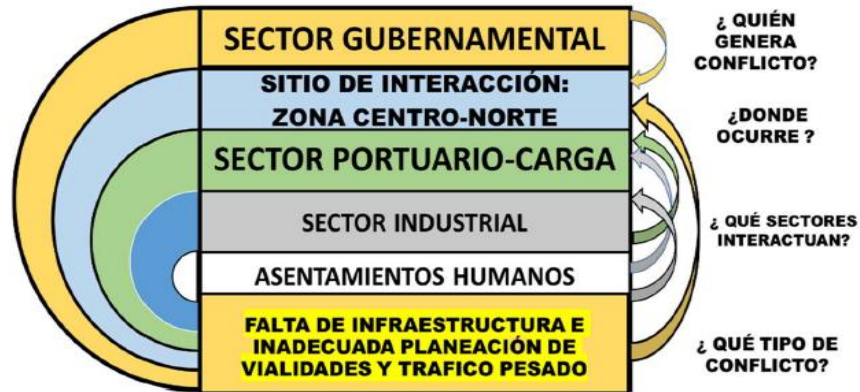 SECTOR GUBERNAMENTAL
SITIO DE INTERACCIÓN:
ZONA CENTRO-NORTE
SECTOR PORTUARIO-CARGA
SECTOR INDUSTRIAL
ASENTAMIENTOS HUMANOS
FALTA DE INFRAESTRUCTURA E
INADECUADA PLANEACIÓN DE
VIALIDADES Y TRAFICO PESADO
¿ QUIÉN
GENERA
CONFLICTO?
¿DONDE
OCURRE ?
¿ QUÉ SECTORES
INTERACTUAN?
¿ QUÉ TIPO DE
CONFLICTO?